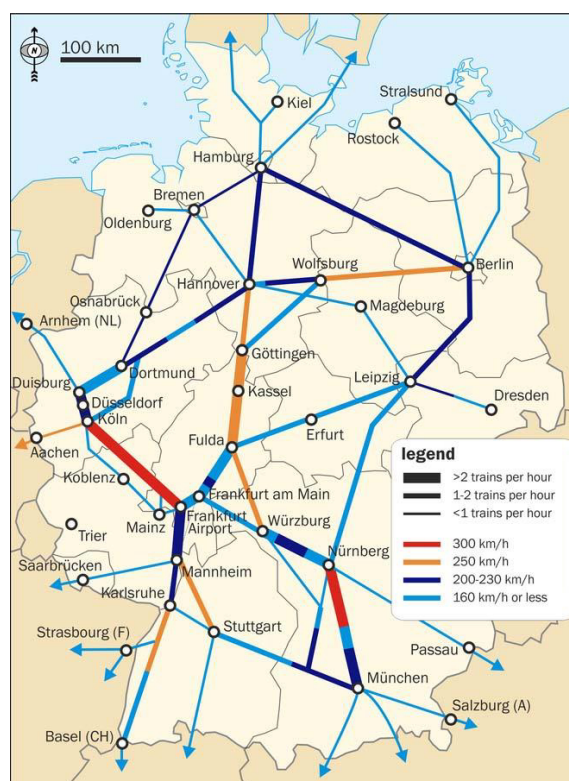 N
100 km
Kiel
Stralsund
Rostock
Hamburg
Bremen
Oldenburg
Wolfsburg
Berlin
Hannover
Osnabrück
Magdeburg
Arnhem (NL)
Göttingen
Dortmund
Leipzig
Duisburg
Düsseldorf
Kassel
Dresden
Köln
Erfurt
Fulda
Aachen
Koblenz
Frankfurt am Main
Mainz
Frankfurt
Airport
Würzburg
Trier
Nürnberg
Saarbrücken
Mannheim
Karlsruhe
Strasbourg (F)
Stuttgart
Passau
München
Salzburg (A)
Basel (CH)
legend
>2 trains per hour
1-2 trains per hour
<1 trains per hour
300 km/h
250 km/h
200-230 km/h
160 km/h or less